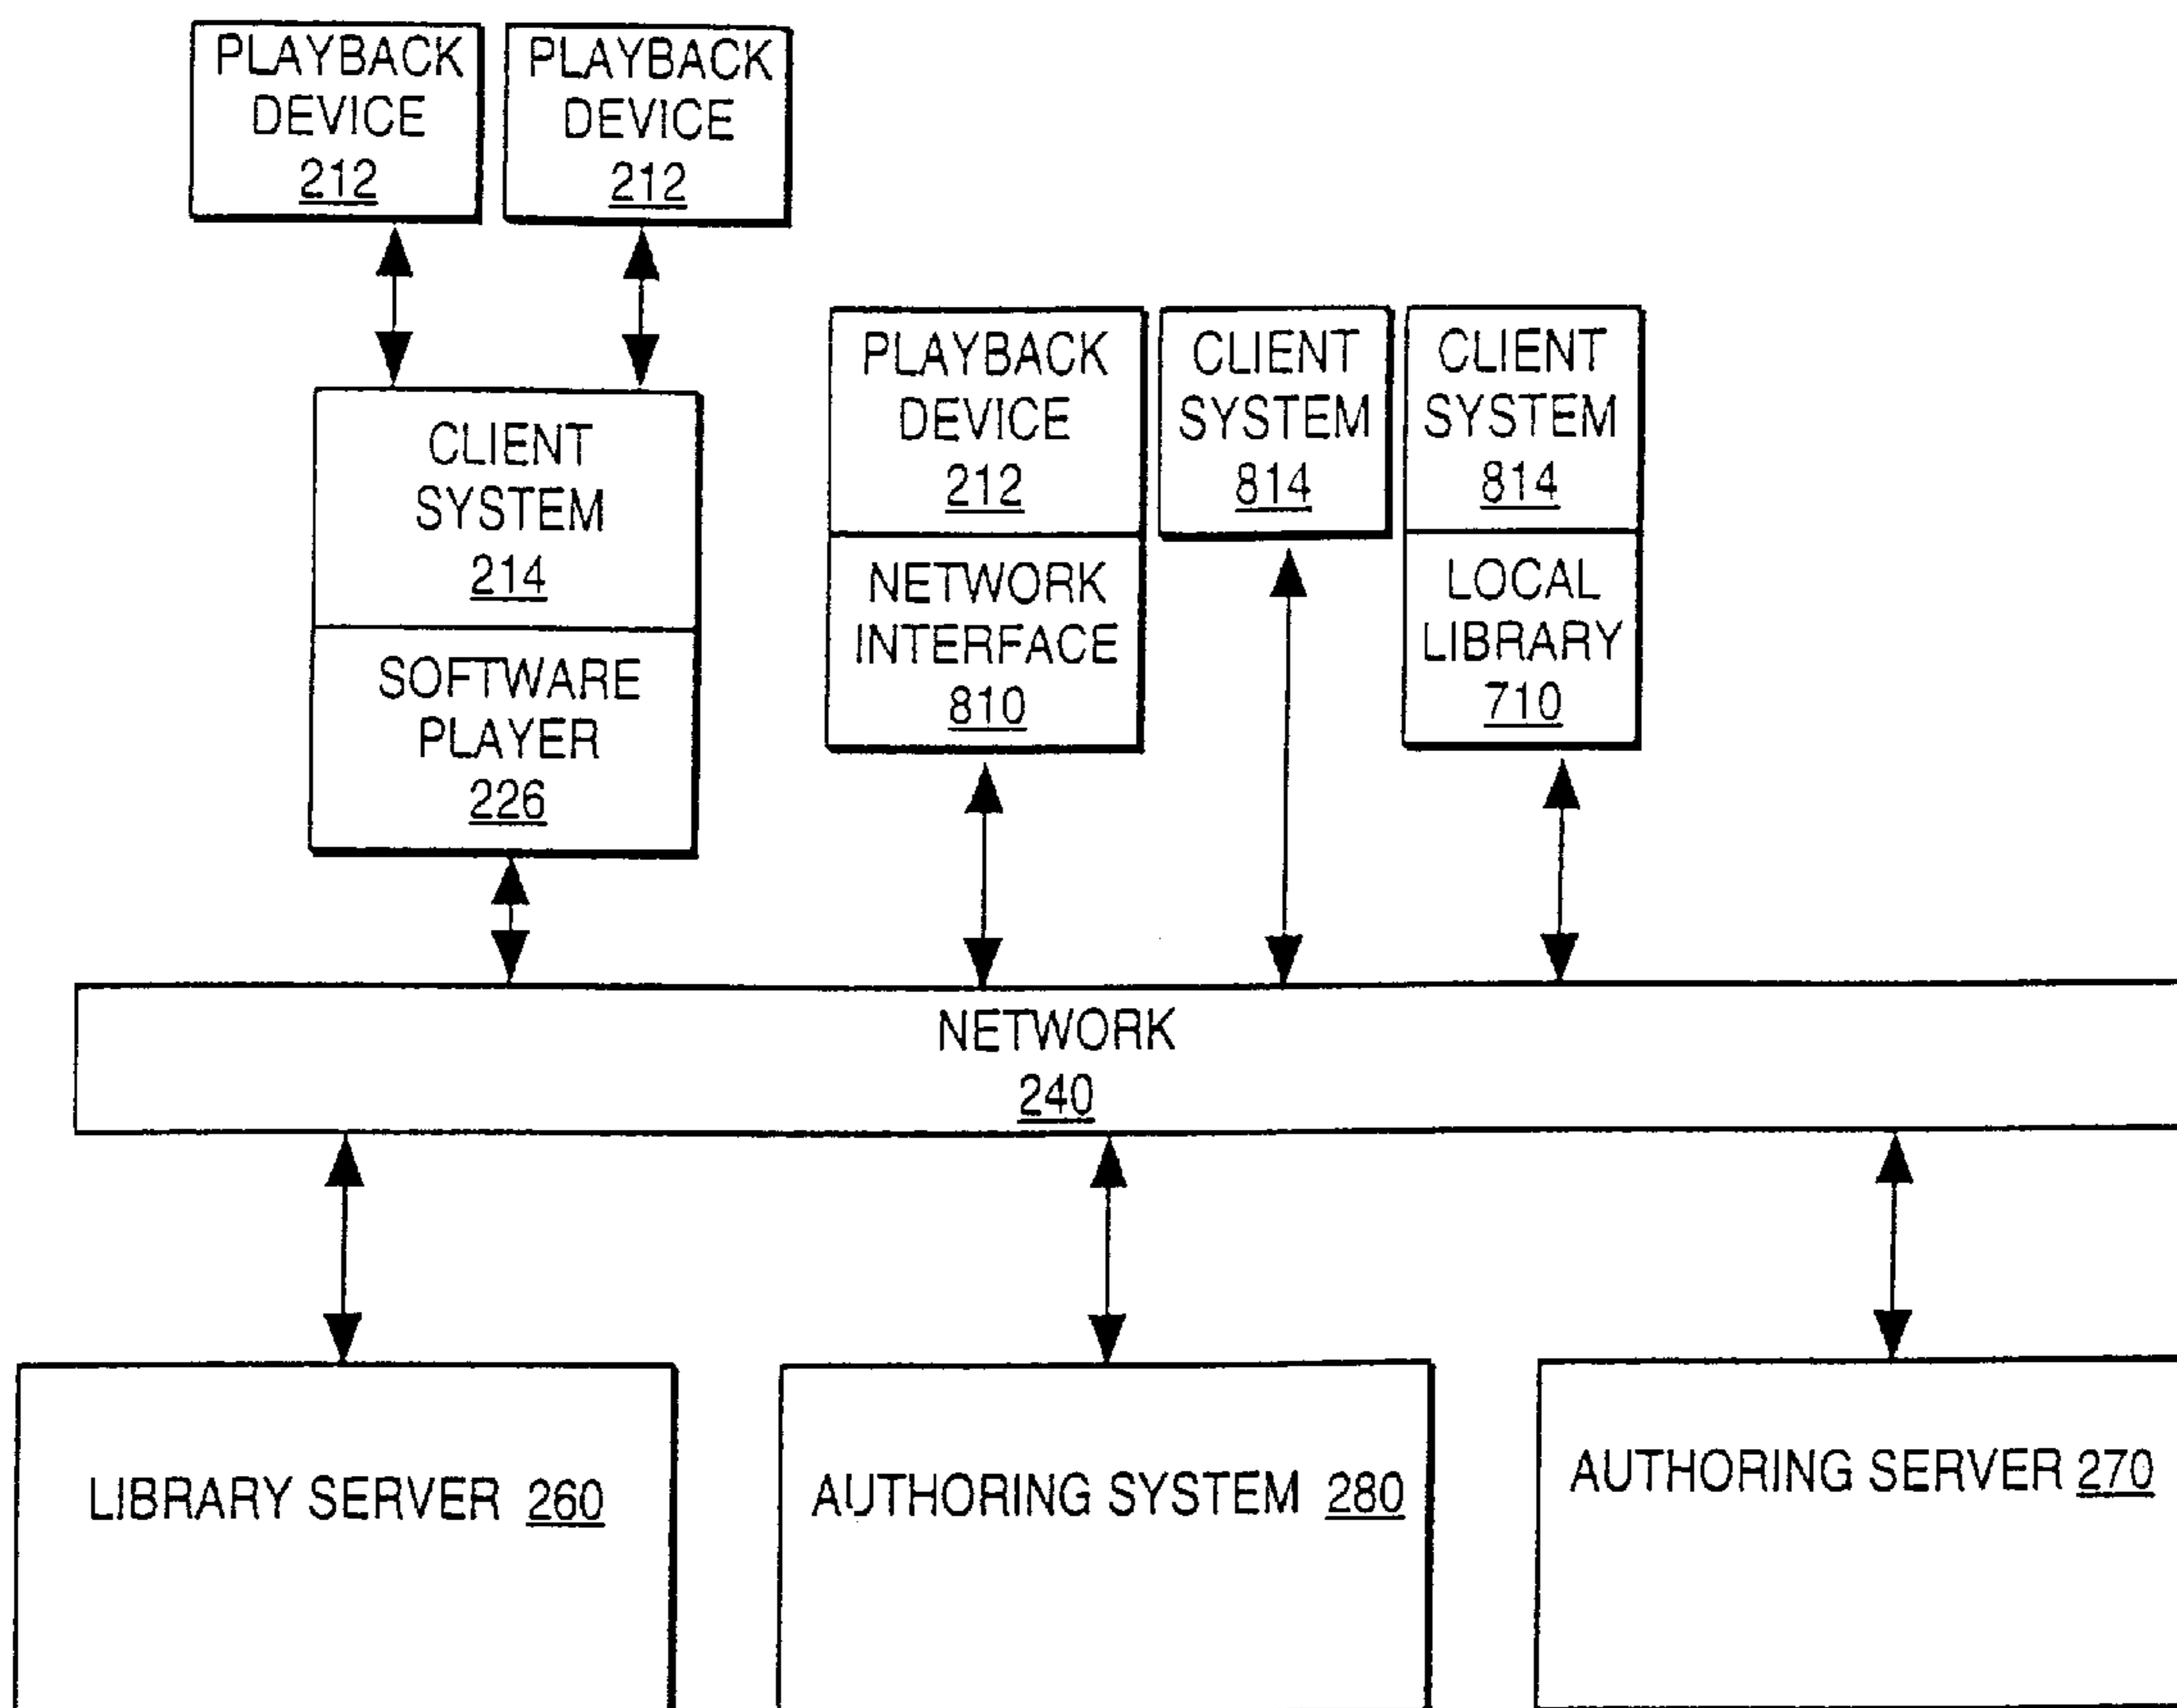 PLAYBACK
DEVICE
212
PLAYBACK
DEVICE
212
CLIENT
SYSTEM
214
SOFTWARE
PLAYER
226
PLAYBACK
DEVICE
212
NETWORK
INTERFACE
810
CLIENT
SYSTEM
814
CLIENT
SYSTEM
814
LOCAL
LIBRARY
710
NETWORK
240
LIBRARY SERVER 260
AUTHORING SYSTEM 280
AUTHORING SERVER 270